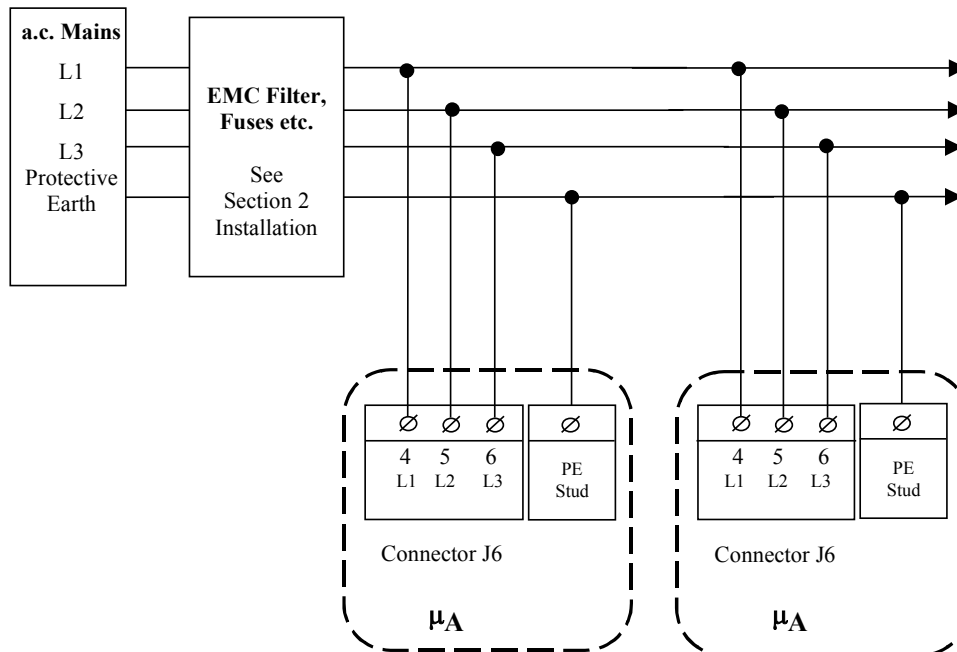 a.c. Mains
L1
L2
L3
Protective
Earth
EMC Filter,
Fuses etc.
See
Section 2
Installation
4 5 6
L1 L2 L3
PE
Stud
Connector J6
μA
4 5 6
L1 L2 L3
PE
Stud
Connector J6
μA